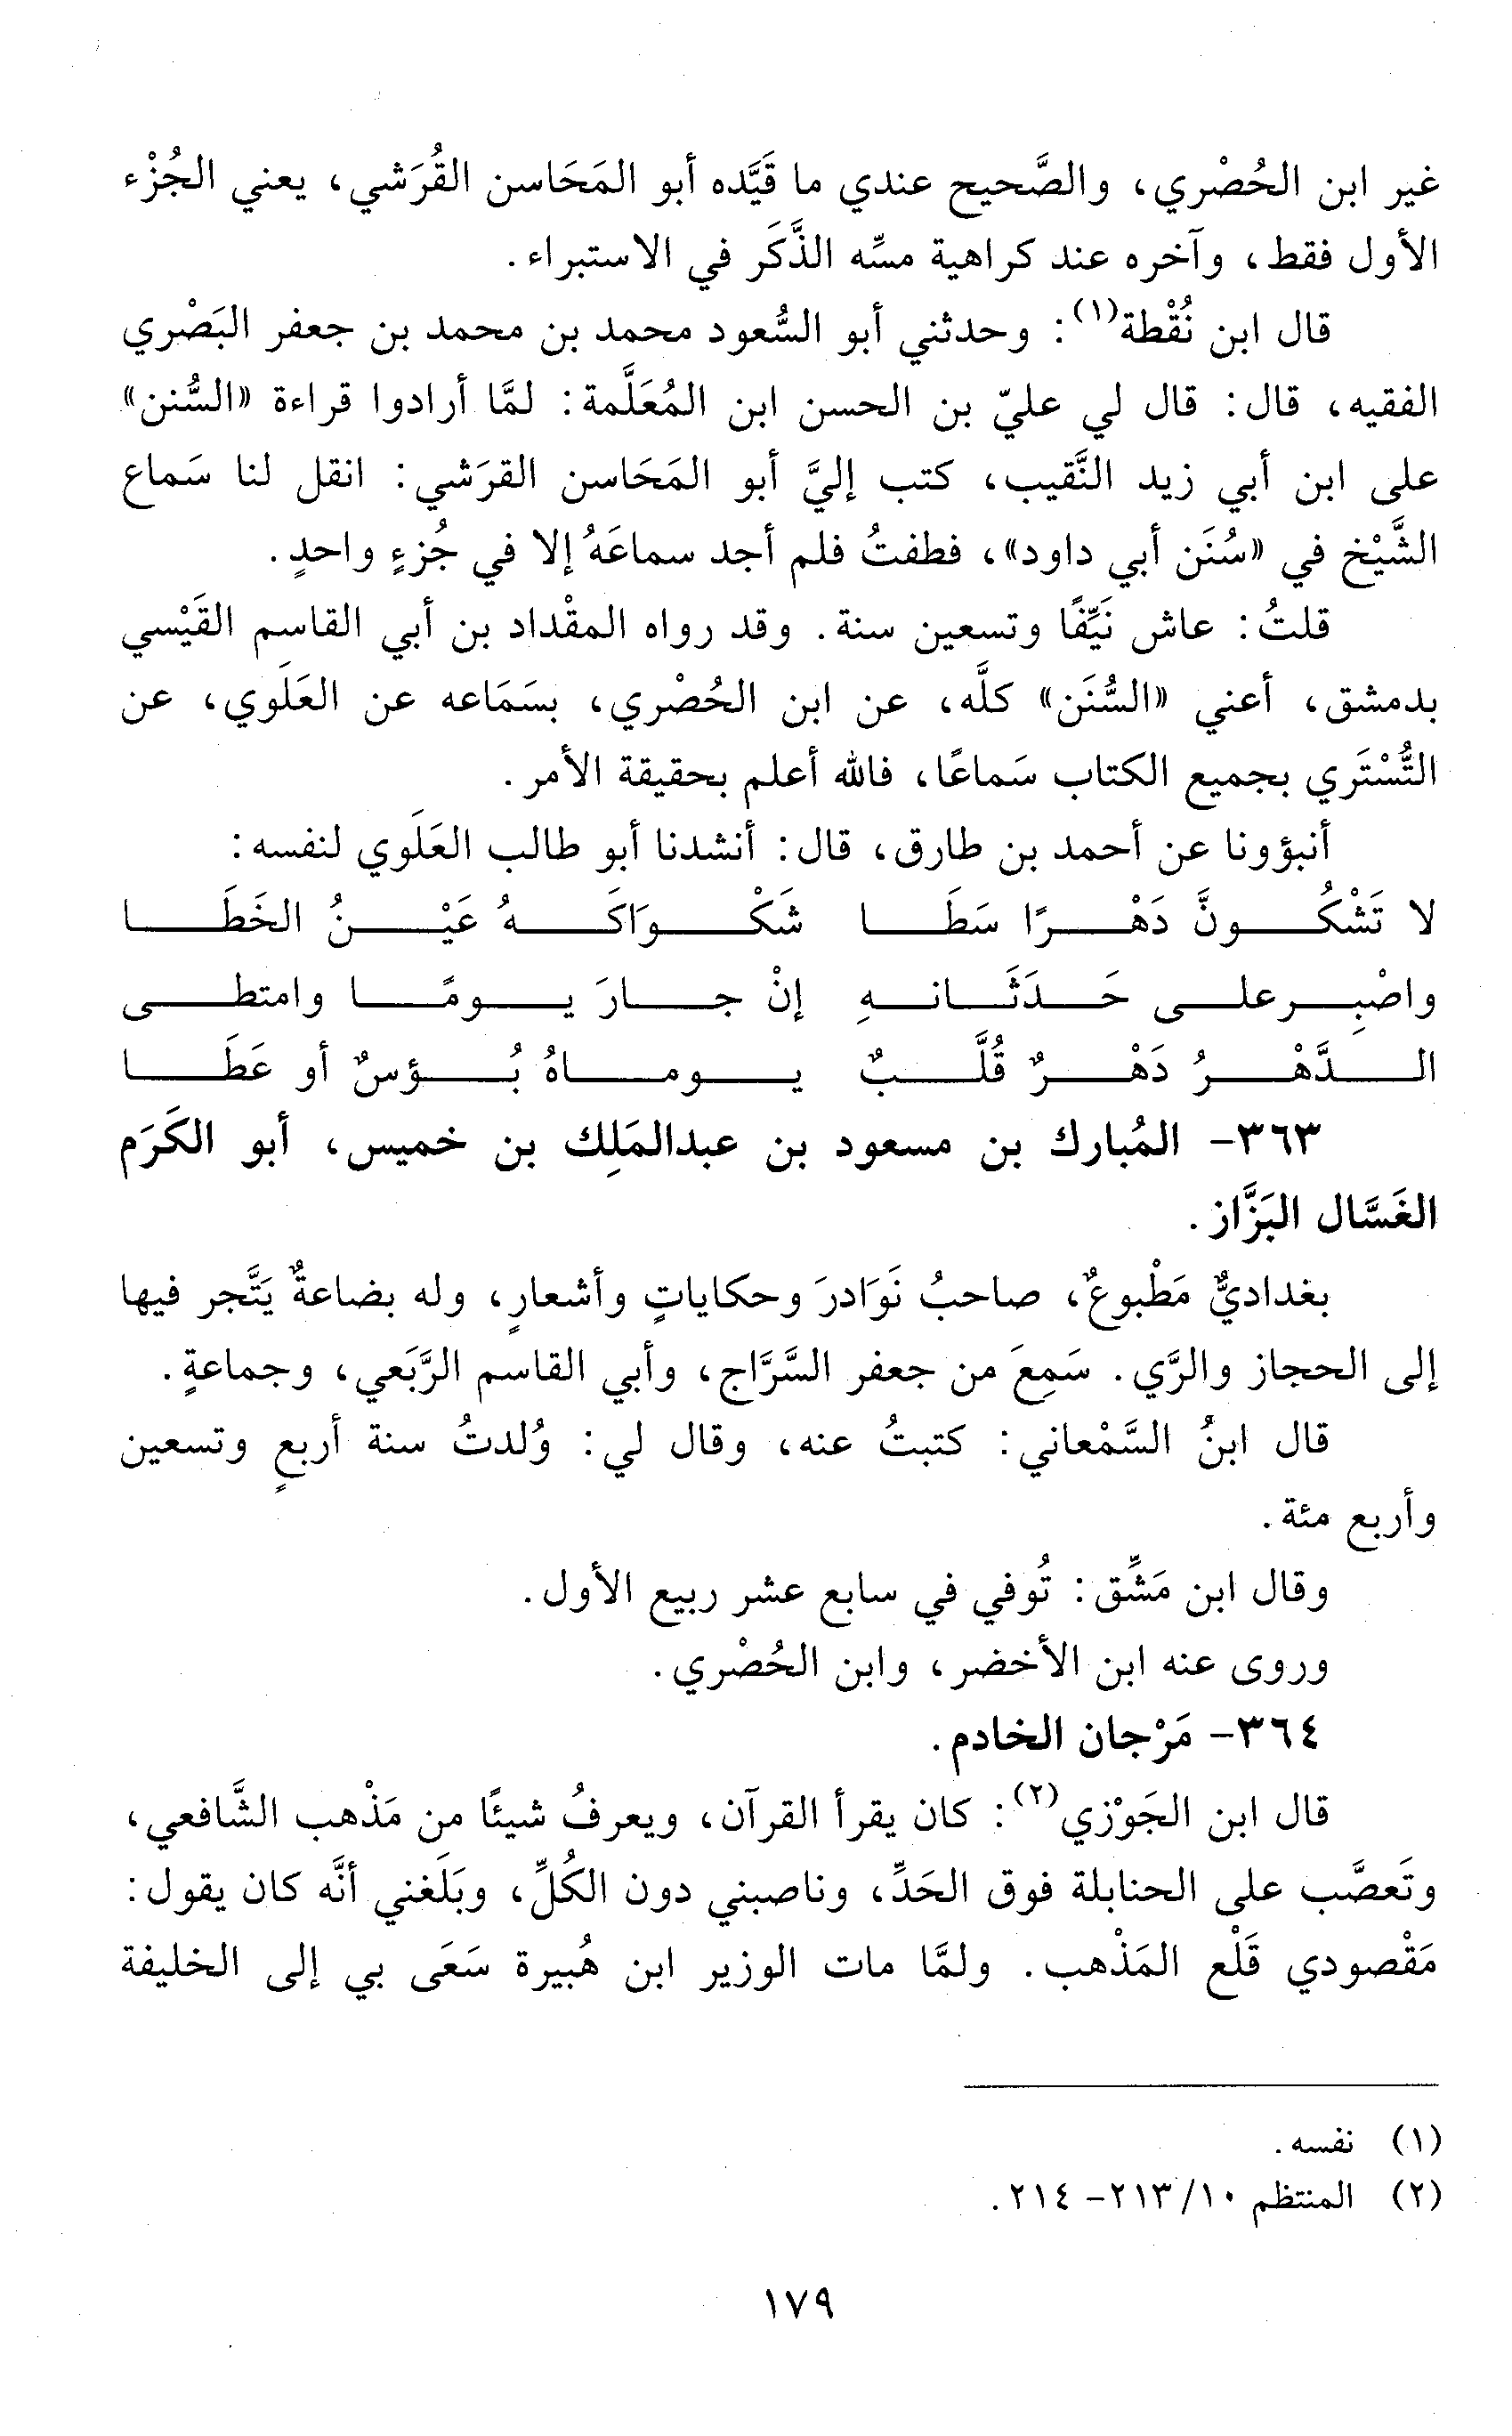 غير ابن الحُصْري، والصَّحيح عندي ما قَيَّده أبو المَحَاسن القُرَشي، يعني الجُزْء
الأول فقط، وآخره عند كراهية مسِّه الذَّكَر في الاستبراء.
قال ابن نُقْطة(١): وحدثني أبو السُّعود محمد بن محمد بن جعفر البَصْري
الفقيه، قال: قال لي عليّ بن الحسن ابن المُعَلَّمة: لمَّا أرادوا قراءة «السُّنن»
على ابن أبي زيد النَّقيب، كتب إليَّ أبو المَحَاسن القرَشي: انقل لنا سَماع
الشَّيْخ في «سُنَن أبي داود»، فطفتُ فلم أجد سماعَهُ إلا في جُزءٍ واحدٍ.
قلتُ: عاش نَيِّفًا وتسعين سنة. وقد رواه المقْداد بن أبي القاسم القَيْسي
بدمشق، أعني «السُّنَن» كلَّه، عن ابن الحُصْري، بسَمَاعه عن العَلَوي، عن
التُّسْتَري بجميع الكتاب سَماعًا، فالله أعلم بحقيقة الأمر.
أنبؤونا عن أحمد بن طارق، قال: أنشدنا أبو طالب العَلَوي لنفسه:
لا تَشْكُونَّ دَهْرًا سَطَا شَكْوَاكَهُ عَيْنُ الخَطَا
واصْبِر على حَدَثَانهِ إنْ جارَ يومًا وامتطى
الدَّهْرُ دَهْرٌ قُلَّبٌ يوماهُ بُؤسٌ أو عَطَا
٣٦٣- المُبارك بن مسعود بن عبدالمَلِك بن خميس، أبو الكَرَم
الغَسَّال البَزَّاز.
بغداديٌّ مَطْبوعٌ، صاحبُ نَوَادرَ وحكاياتٍ وأشعارٍ، وله بضاعةٌ يَتَّجر فيها
إلى الحجاز والرَّي. سَمِعَ من جعفر السَّرَّاج، وأبي القاسم الرَّبَعي، وجماعةٍ.
قال ابنُ السَّمْعاني: كتبتُ عنه، وقال لي: وُلدتُ سنة أربعٍ وتسعين
وأربع مئة.
وقال ابن مَشِّق: تُوفي في سابع عشر ربيع الأول.
وروى عنه ابن الأخضر، وابن الحُصْري.
٣٦٤- مَرْجان الخادم.
قال ابن الجَوْزي(٢): كان يقرأ القرآن، ويعرفُ شيئًا من مَذْهب الشَّافعي،
وتَعصَّب على الحنابلة فوق الحَدِّ، وناصبني دون الكُلِّ، وبَلَغني أنَّه كان يقول:
مَقْصودي قَلْع المَذْهب. ولمَّا مات الوزير ابن هُبيرة سَعَى بي إلى الخليفة
(١) نفسه.
(٢) المنتظم ١٠/ ٢١٣- ٢١٤.
١٧٩